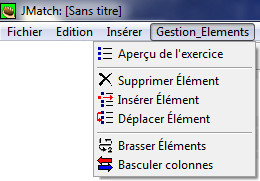 JMatch: [Sans titre]
Fichier Edition Insérer Gestion_Elements
Aperçu de l'exercice
Supprimer Élément
Insérer Élément
Déplacer Élément
Brasser Éléments
Basculer colonnes